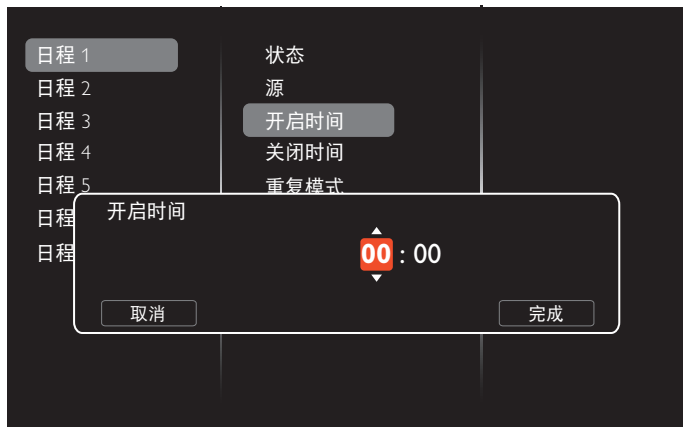 日程 1
日程 2
日程 3
日程 4
日程 5
日程
日程
状态
源
开启时间
关闭时间
重复模式
开启时间
00 : 00
取消
完成